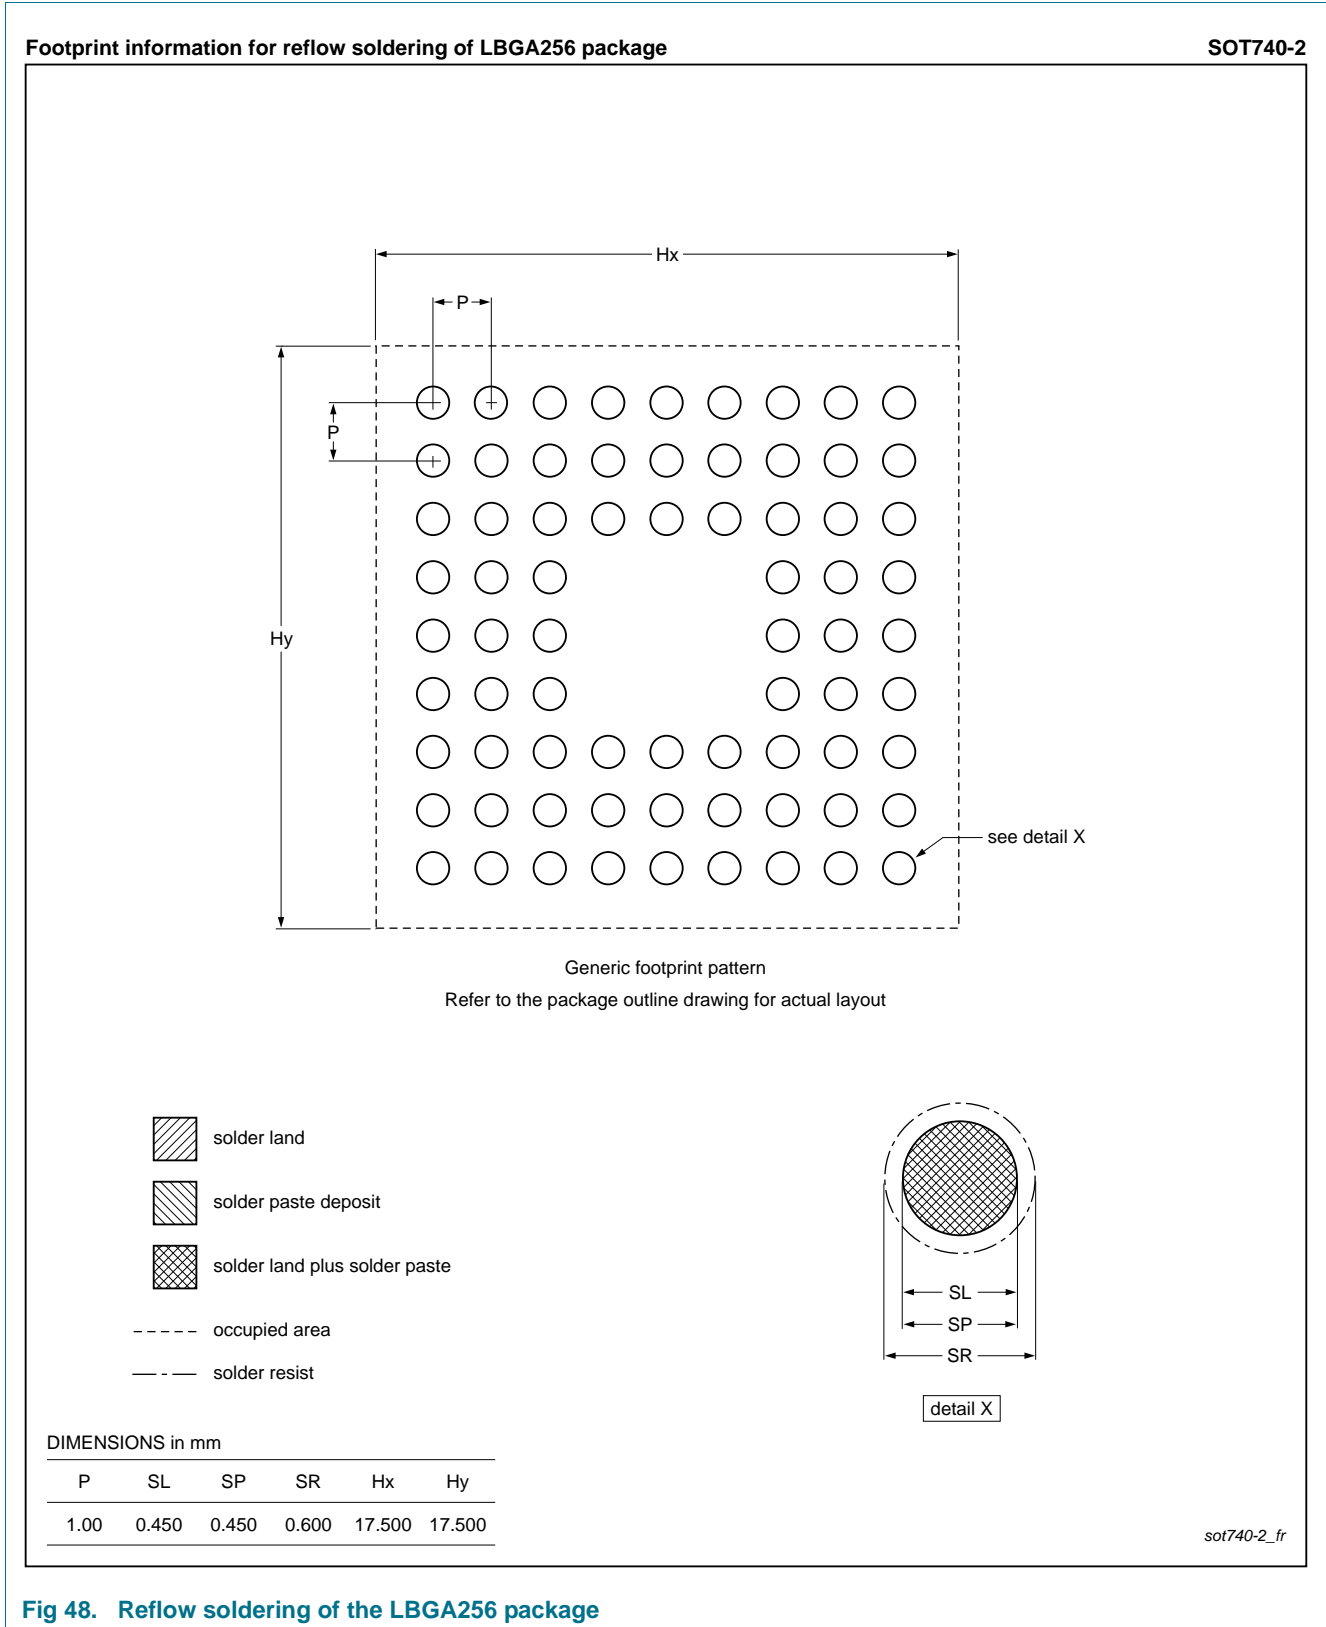 Footprint information for reflow soldering of LBGA256 package SOT740-2
Hx
P
P
Hy
see detail X
Generic footprint pattern
Refer to the package outline drawing for actual layout
solder land
solder paste deposit
solder land plus solder paste
occupied area
solder resist
SL
SP
SR
detail X
DIMENSIONS in mm
P SL SP SR Hx Hy
1.00 0.450 0.450 0.600 17.500 17.500
sot740-2_fr
Fig 48. Reflow soldering of the LBGA256 package